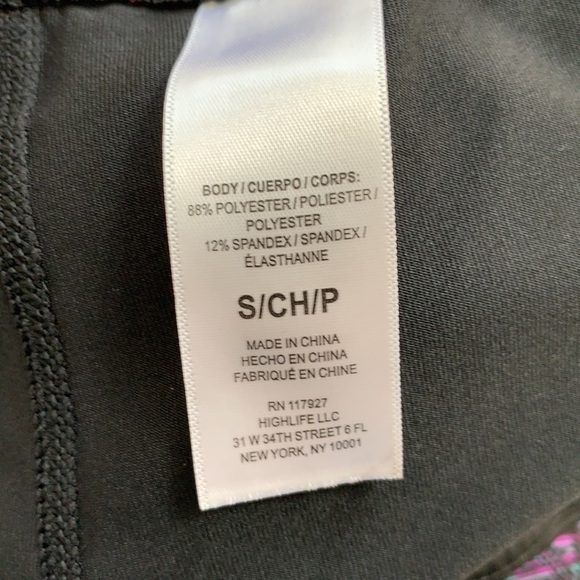 BODY / CUERPO / CORPS:
88% POLYESTER / POLIESTER /
POLYESTER
12% SPANDEX / SPANDEX /
ÉLASTHANNE
S/CH/P
MADE IN CHINA
HECHO EN CHINA
FABRIQUÉ EN CHINE
RN 117927
HIGHLIFE LLC
31 W 34TH STREET 6 FL
NEW YORK, NY 10001